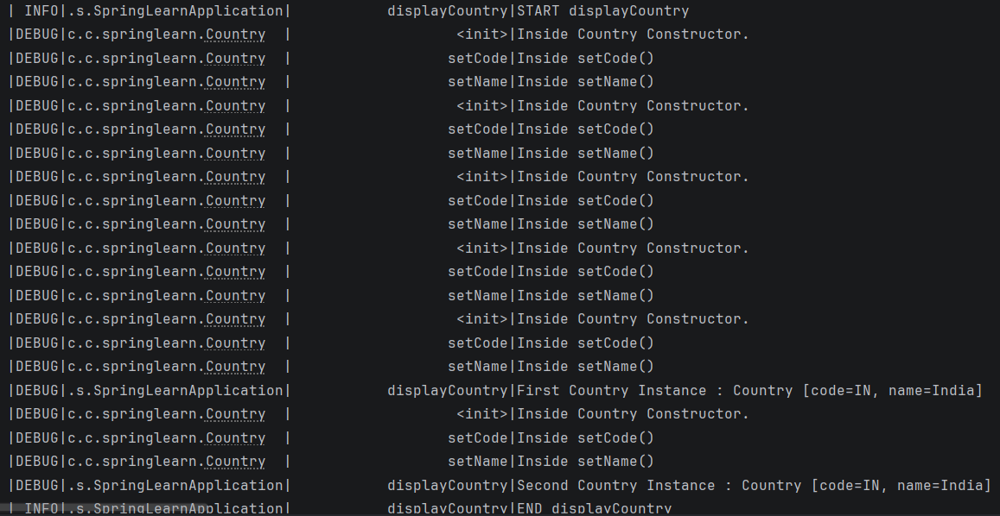 | INFO|.s.SpringLearnApplication|           displayCountry|START displayCountry
|DEBUG|c.c.springlearn.Country  |                   <init>|Inside Country Constructor.
|DEBUG|c.c.springlearn.Country  |                  setCode|Inside setCode()
|DEBUG|c.c.springlearn.Country  |                  setName|Inside setName()
|DEBUG|c.c.springlearn.Country  |                   <init>|Inside Country Constructor.
|DEBUG|c.c.springlearn.Country  |                  setCode|Inside setCode()
|DEBUG|c.c.springlearn.Country  |                  setName|Inside setName()
|DEBUG|c.c.springlearn.Country  |                   <init>|Inside Country Constructor.
|DEBUG|c.c.springlearn.Country  |                  setCode|Inside setCode()
|DEBUG|c.c.springlearn.Country  |                  setName|Inside setName()
|DEBUG|c.c.springlearn.Country  |                   <init>|Inside Country Constructor.
|DEBUG|c.c.springlearn.Country  |                  setCode|Inside setCode()
|DEBUG|c.c.springlearn.Country  |                  setName|Inside setName()
|DEBUG|c.c.springlearn.Country  |                   <init>|Inside Country Constructor.
|DEBUG|c.c.springlearn.Country  |                  setCode|Inside setCode()
|DEBUG|c.c.springlearn.Country  |                  setName|Inside setName()
|DEBUG|.s.SpringLearnApplication|           displayCountry|First Country Instance : Country [code=IN, name=India]
|DEBUG|c.c.springlearn.Country  |                   <init>|Inside Country Constructor.
|DEBUG|c.c.springlearn.Country  |                  setCode|Inside setCode()
|DEBUG|c.c.springlearn.Country  |                  setName|Inside setName()
|DEBUG|.s.SpringLearnApplication|           displayCountry|Second Country Instance : Country [code=IN, name=India]
| INFO|.s.SpringLearnApplication|           displayCountry|END displayCountry